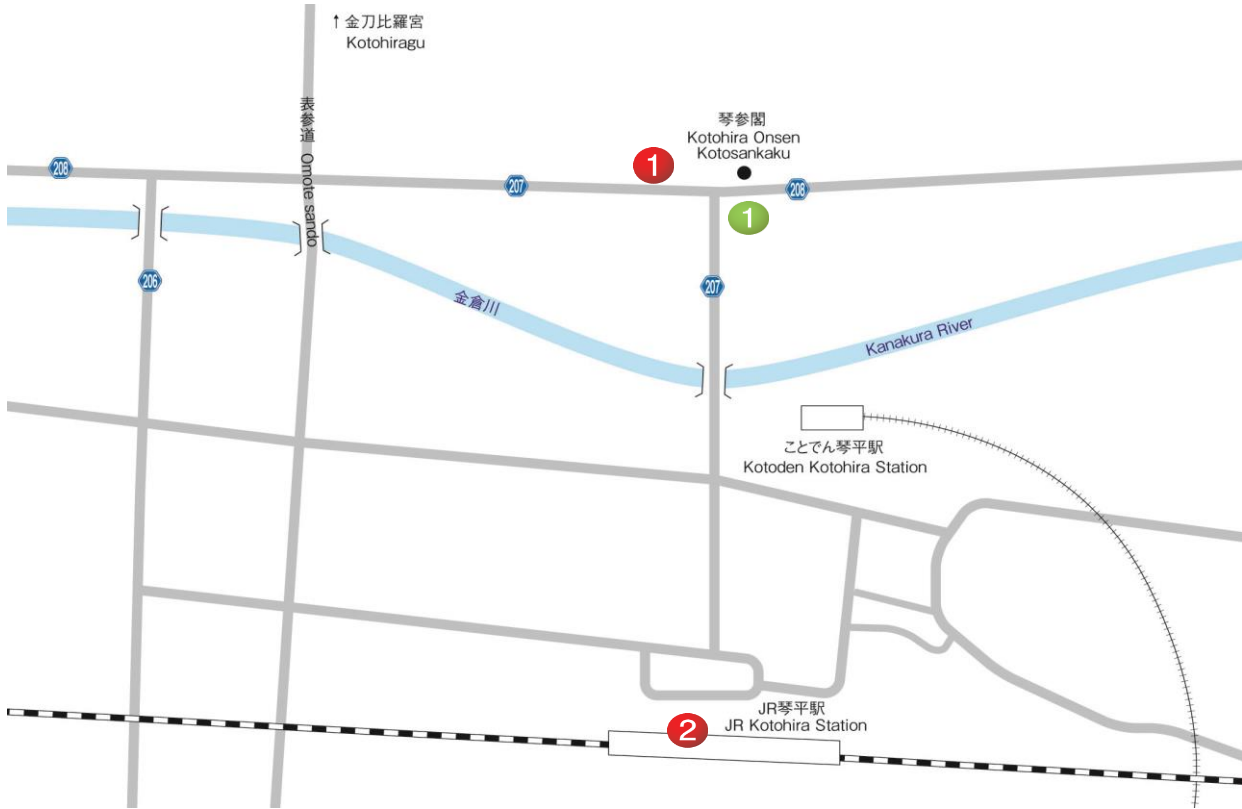 ↑ 金刀比羅宮
Kotohiragu
表参道 Omote sando
琴参閣
Kotohira Onsen
Kotosankaku
1
208
207
208
1
206
207
金倉川
Kanakura River
ことでん琴平駅
Kotoden Kotohira Station
JR琴平駅
JR Kotohira Station
2